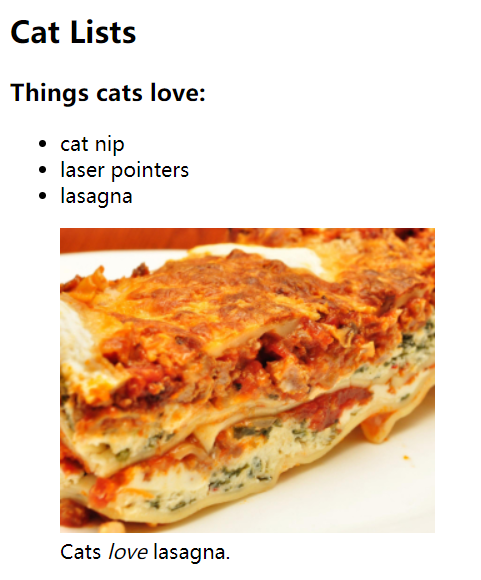 Cat Lists
Things cats love:
cat nip
laser pointers
lasagna
Cats love lasagna.